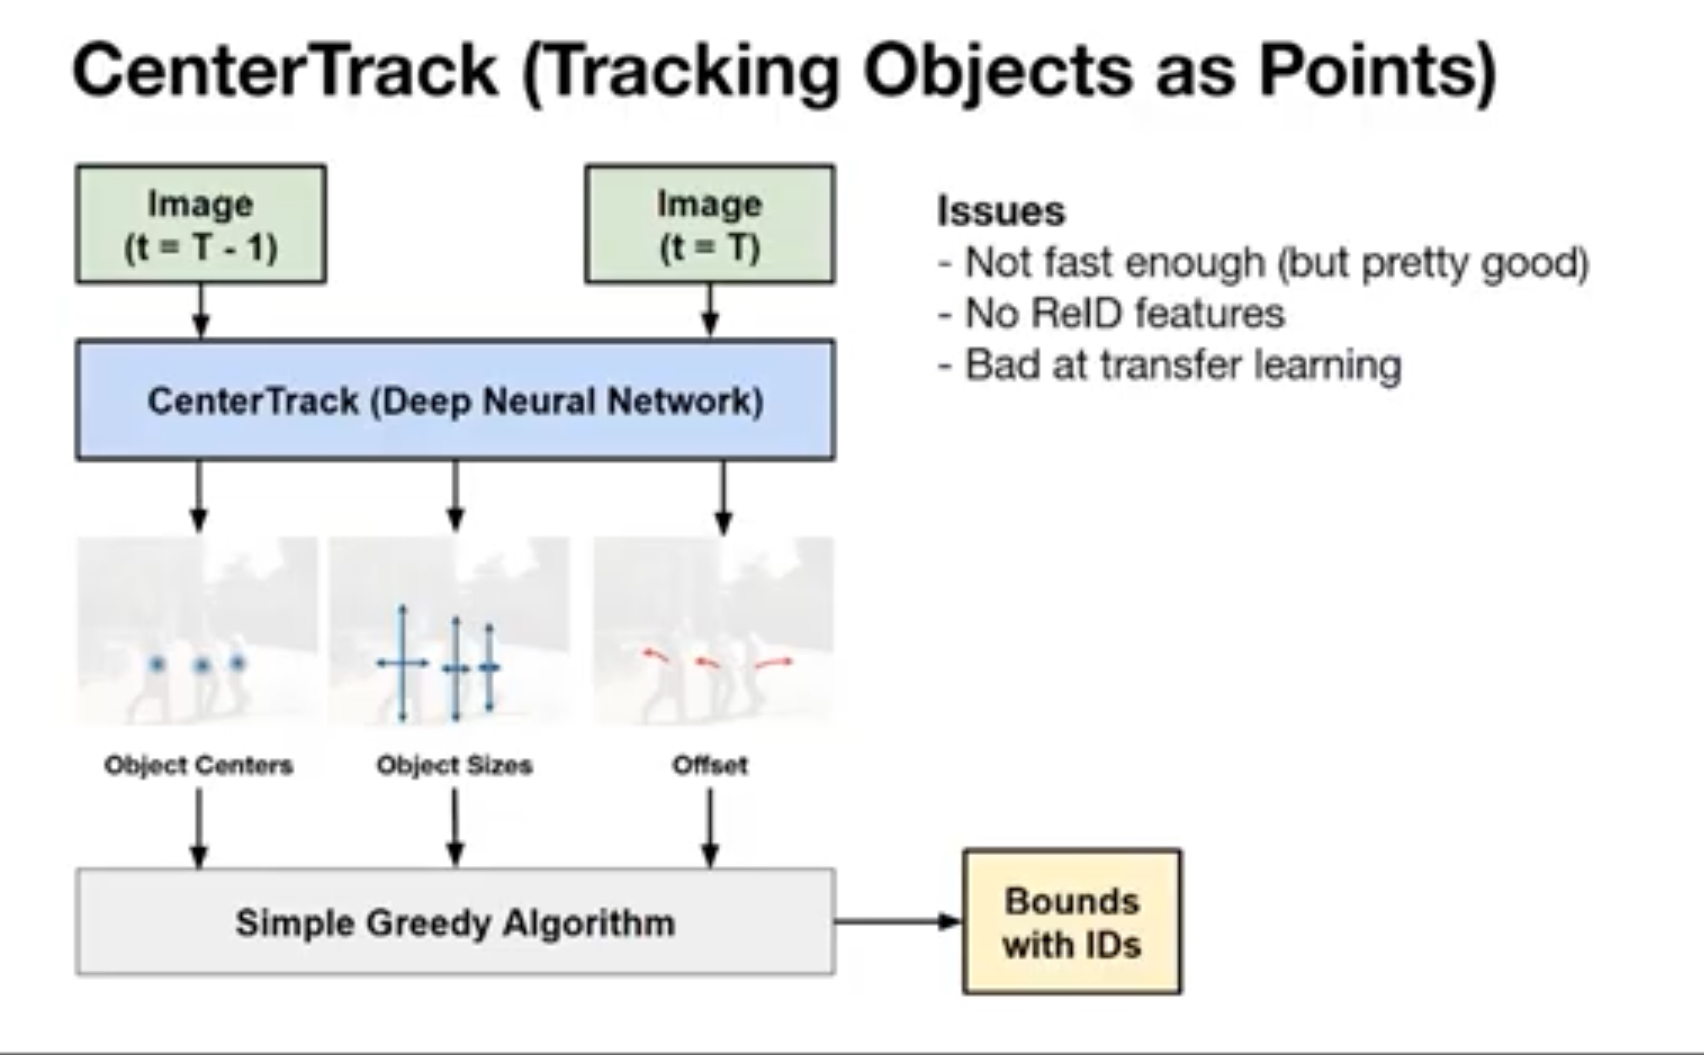 CenterTrack (Tracking Objects as Points)
Image
(t = T - 1)
Image
(t = T)
Issues
- Not fast enough (but pretty good)
- No ReID features
- Bad at transfer learning
CenterTrack (Deep Neural Network)
Object Centers
Object Sizes
Offset
Simple Greedy Algorithm
Bounds
with IDs